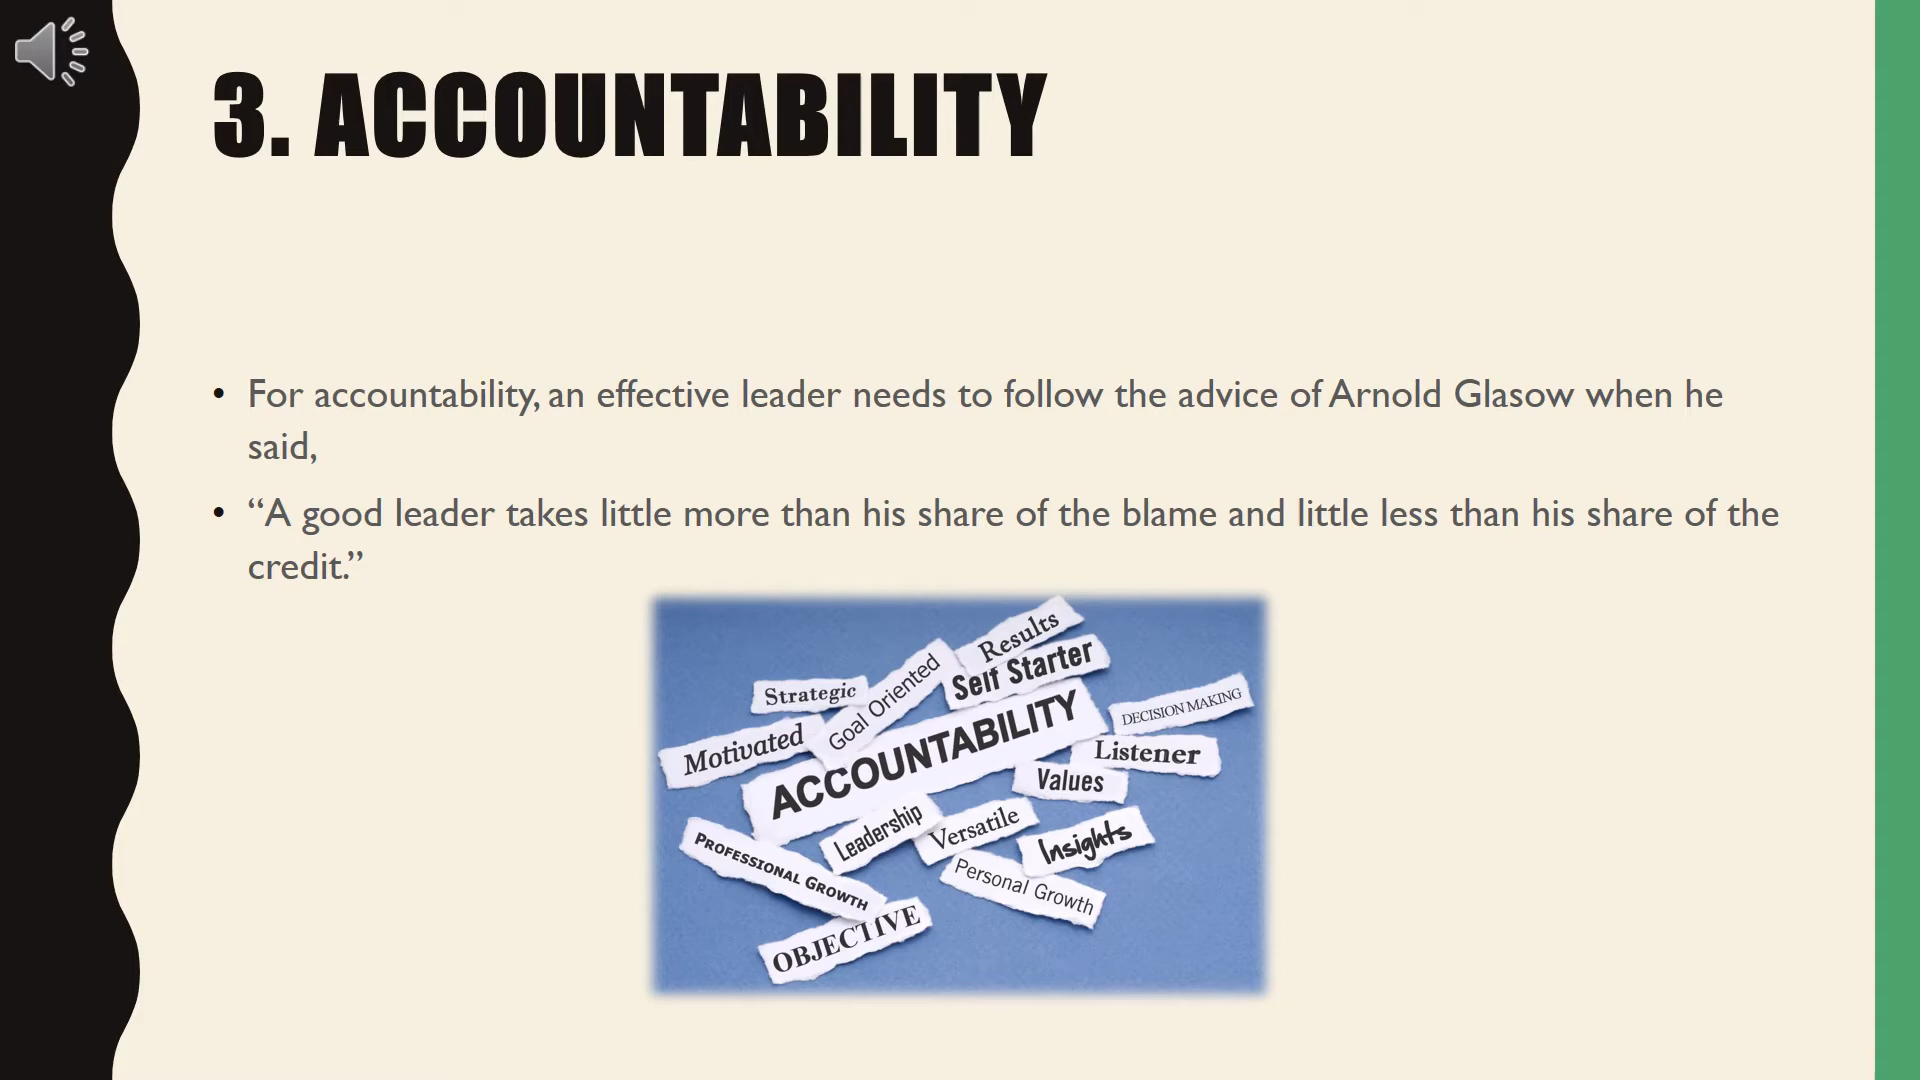 3. ACCOUNTABILITY
• For accountability, an effective leader needs to follow the advice of Arnold Glasow when he
said,
• “A good leader takes little more than his share of the blame and little less than his share of the
credit.”
Results
Self Starter
Strategic
Goal Oriented
DECISION MAKING
Motivated
ACCOUNTABILITY
Listener
Values
Leadership
Versatile
Insights
PROFESSIONAL GROWTH
Personal Growth
OBJECTIVE